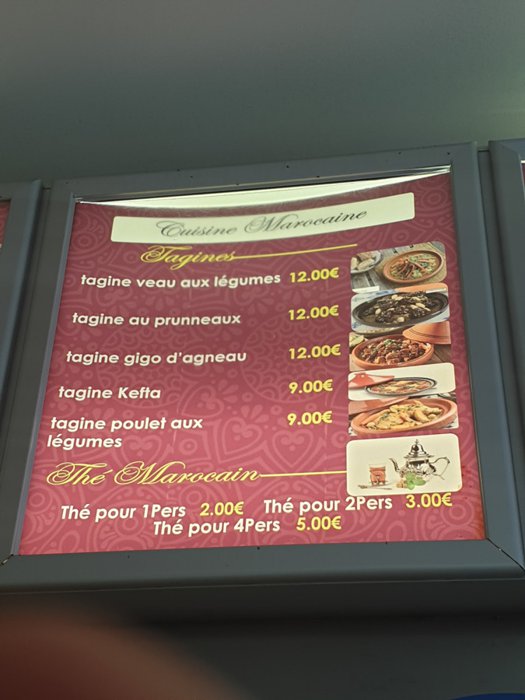 Cuisine Marocaine
Tagines
tagine veau aux légumes 12.00€
tagine au prunneaux 12.00€
tagine gigo d'agneau 12.00€
tagine Kefta 9.00€
tagine poulet aux 9.00€
légumes
Thé Marocain
Thé pour 1Pers 2.00€ Thé pour 2Pers 3.00€
Thé pour 4Pers 5.00€